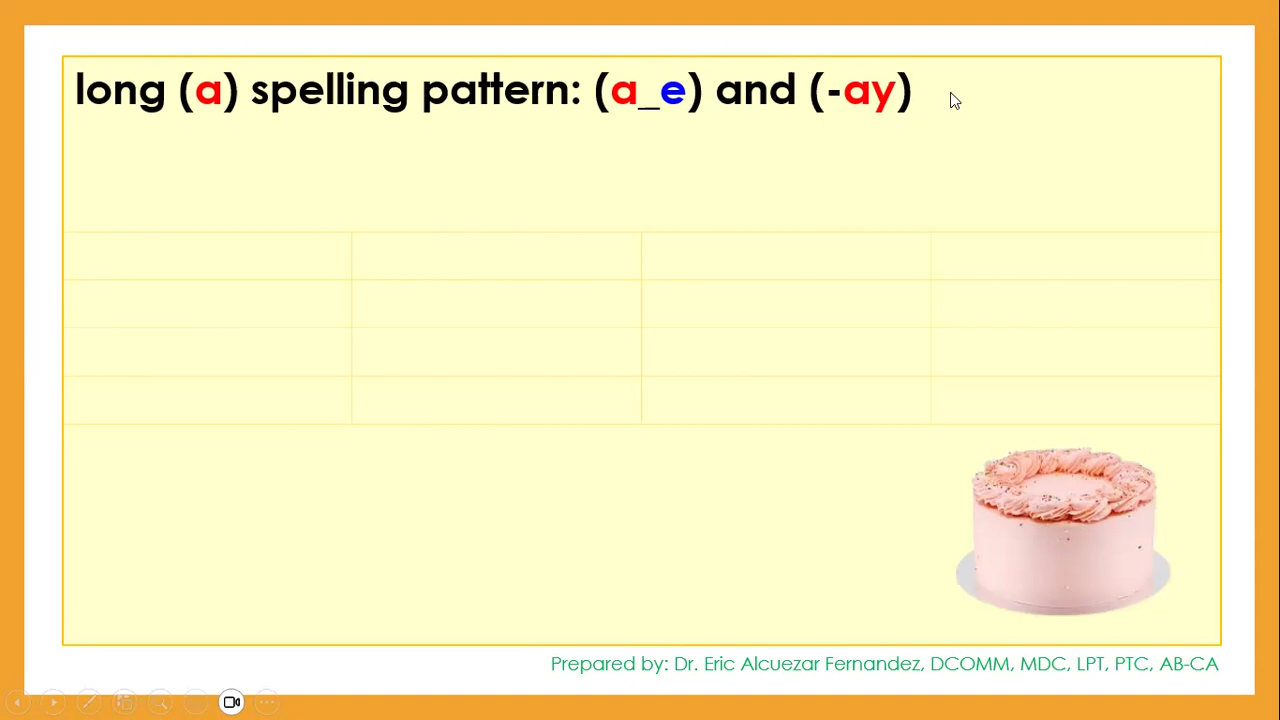 long (a) spelling pattern: (a_e) and (-ay)
Prepared by: Dr. Eric Alcuezar Fernandez, DCOMM, MDC, LPT, PTC, AB-CA